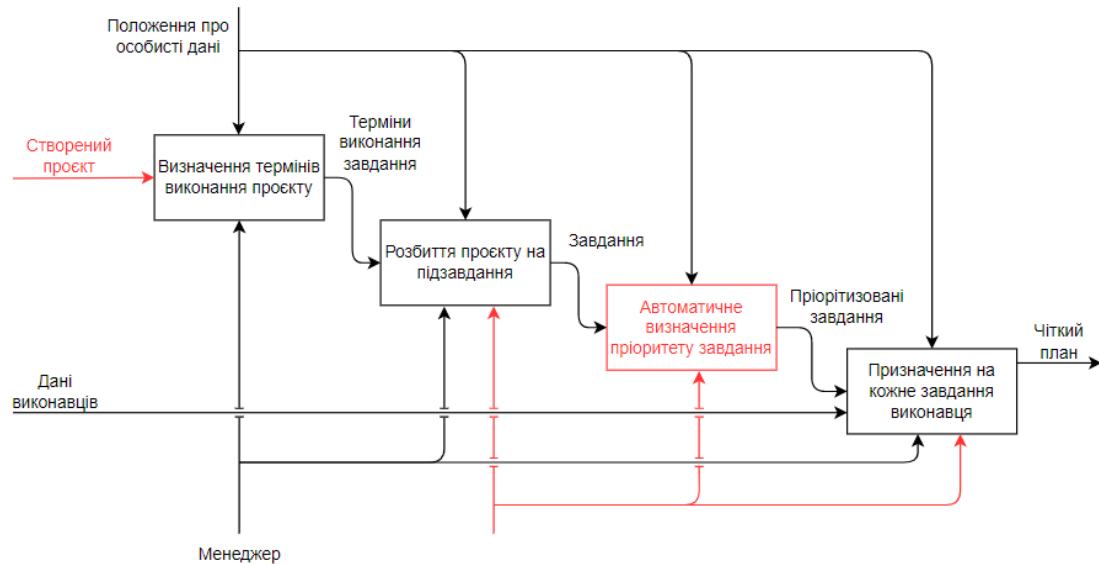 Положення про
особисті дані
Створений
проєкт
Визначення термінів
виконання проєкту
Терміни
виконання
завдання
Розбиття проєкту на
підзавдання
Завдання
Автоматичне
визначення
пріоритету завдання
Пріорітизовані
завдання
Призначення на
кожне завдання
виконавця
Чіткий
план
Дані
виконавців
Менеджер